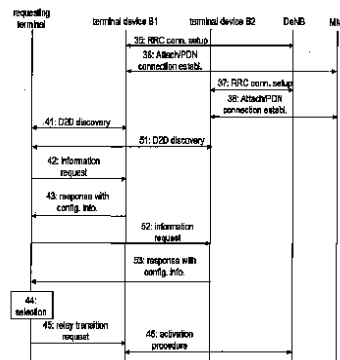 requesting
terminal
terminal device B1
terminal device B2
DeNB
35: RRC conn. setup
36: Attach/PDN
connection establ.
37: RRC conn. setup
38: Attach/PDN
connection establ.
41: D2D discovery
51: D2D discovery
42: information
request
43: response with
config. info.
52: information
request
53: response with
config. info.
44:
selection
45: relay transition
request
46: activation
procedure